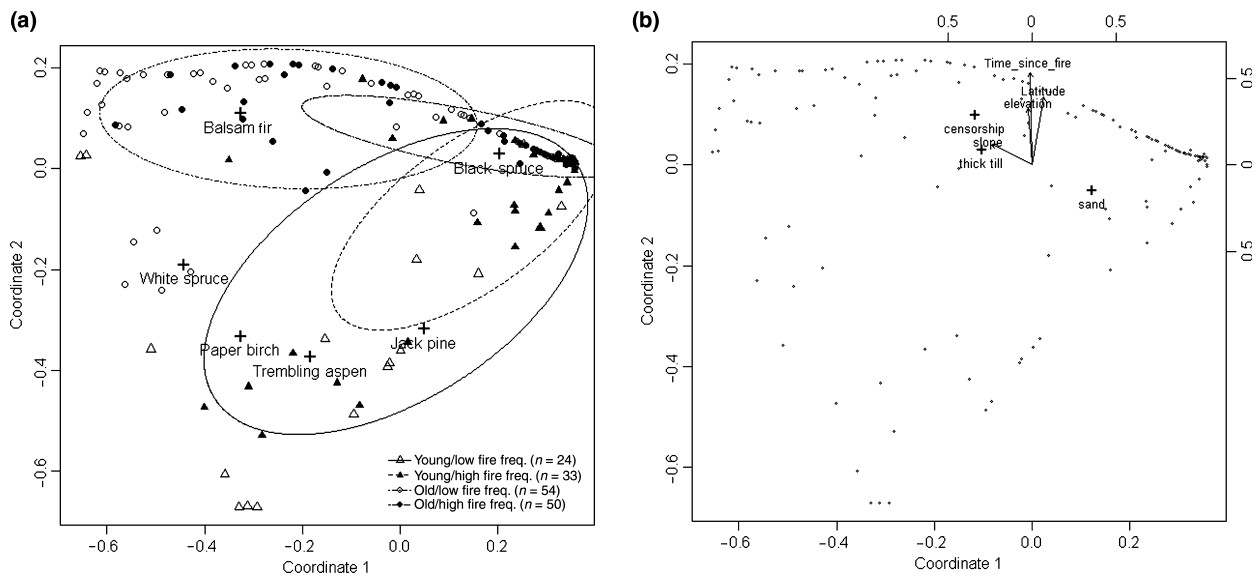 (a)
0.2
0.0
−0.2
−0.4
−0.6
Coordinate 2
Balsam fir
Black spruce
White spruce
Paper birch
Trembling aspen
Jack pine
Young/low fire freq. (n = 24)
Young/high fire freq. (n = 33)
Old/low fire freq. (n = 54)
Old/high fire freq. (n = 50)
−0.6 −0.4 −0.2 0.0 0.2
Coordinate 1
(b)
0.5 0 0.5
0.2
0.0
−0.2
−0.4
−0.6
Coordinate 2
Time_since_fire
Latitude
elevation
censorship
slope
thick till
sand
0.5
0
0.5
−0.6 −0.4 −0.2 0.0 0.2
Coordinate 1